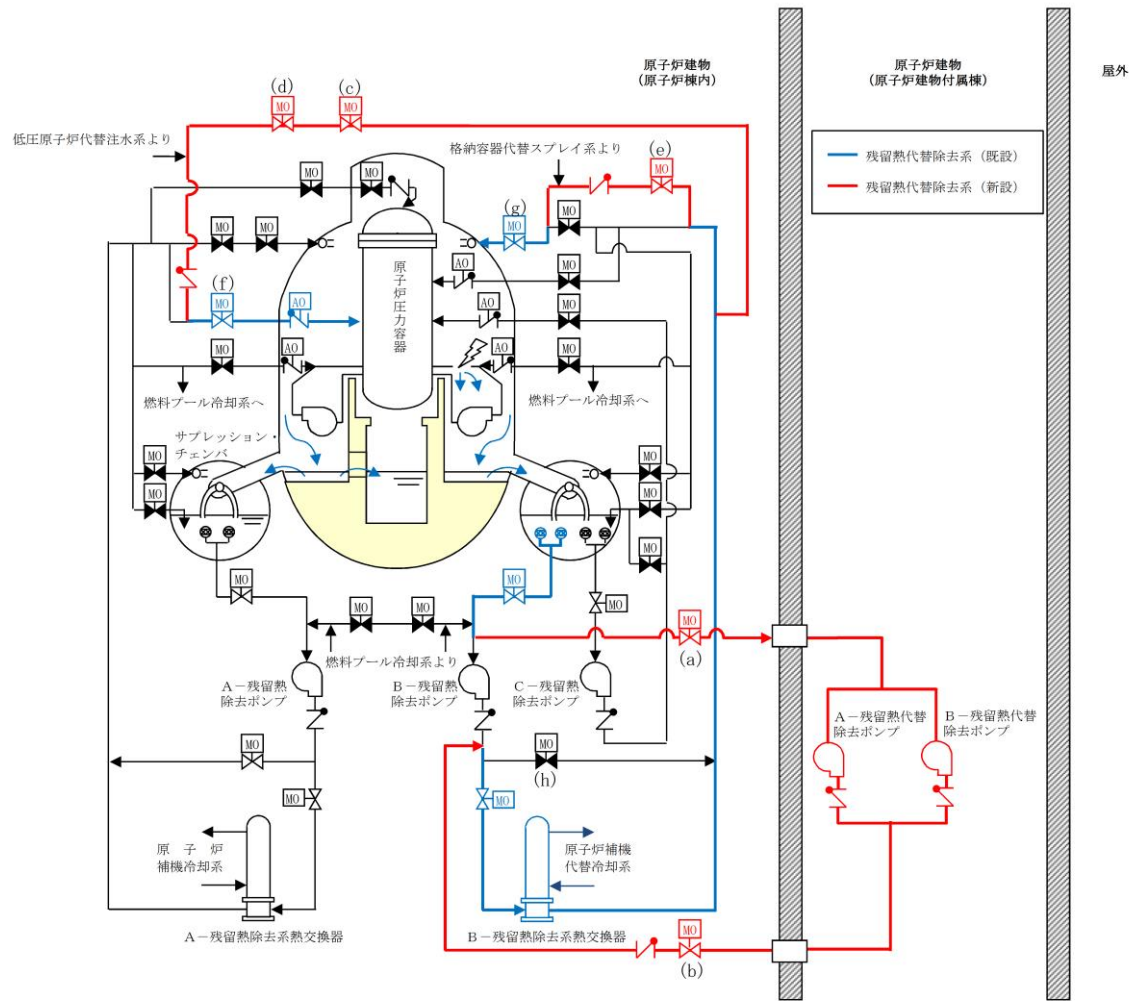 原子炉建物
(原子炉棟内)
原子炉建物
(原子炉建物付属棟)
屋外
(d)
(c)
MO
MO
低圧原子炉代替注水系より
格納容器代替スプレイ系より
(e)
MO
残留熱代替除去系(既設)
残留熱代替除去系(新設)
MO
MO
(g)
MO
MO
MO
MO
(f)
MO
AO
原子炉圧力容器
AO
MO
AO
MO
MO
AO
AO
MO
燃料プール冷却系へ
燃料プール冷却系へ
サプレッション・
チェンバ
MO
MO
MO
MO
MO
MO
MO
MO
MO
MO
MO
(a)
燃料プール冷却系より
A-残留熱
除去ポンプ
B-残留熱
除去ポンプ
C-残留熱
除去ポンプ
A-残留熱代替
除去ポンプ
B-残留熱代替
除去ポンプ
MO
MO
(h)
MO
MO
原子炉
補機冷却系
原子炉補機
代替冷却系
A-残留熱除去系熱交換器
B-残留熱除去系熱交換器
MO
(b)